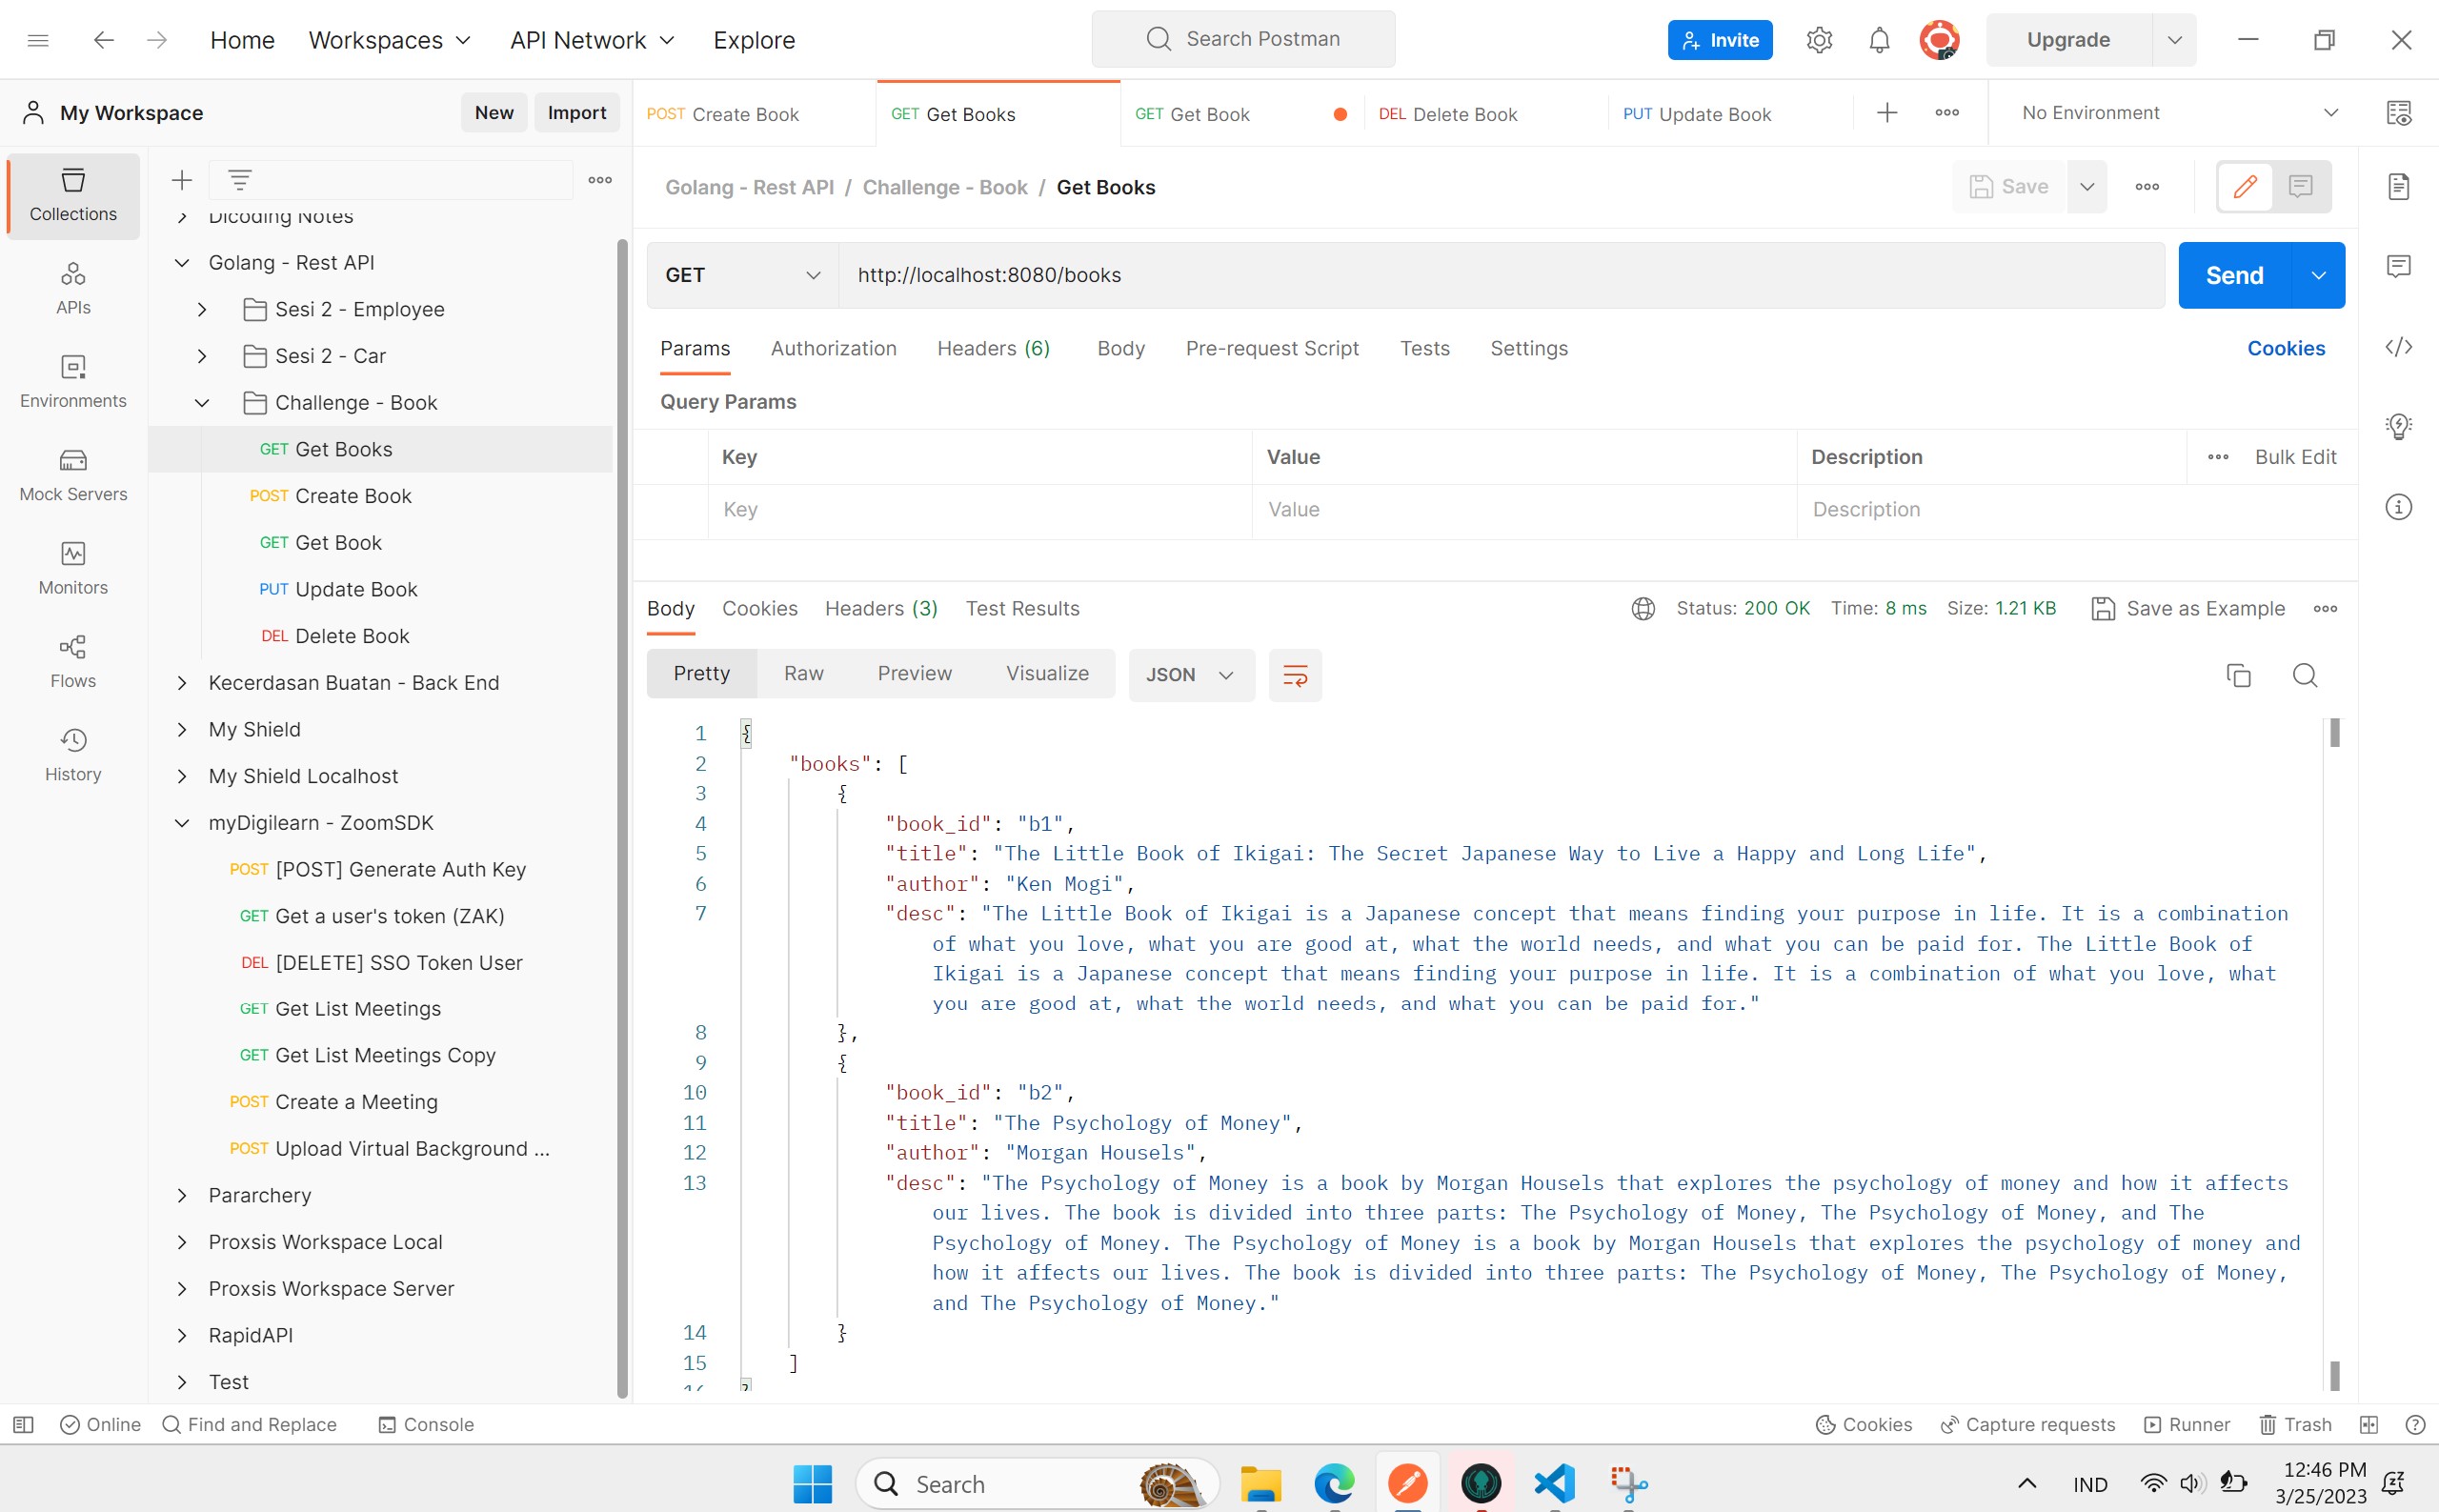 Home
Workspaces
API Network
Explore
Search Postman
Invite
Upgrade
My Workspace
New
Import
POST Create Book
GET Get Books
GET Get Book
DEL Delete Book
PUT Update Book
No Environment
Collections
APIs
Environments
Mock Servers
Monitors
Flows
History
Dicoding Notes
Golang - Rest API
Sesi 2 - Employee
Sesi 2 - Car
Challenge - Book
GET Get Books
POST Create Book
GET Get Book
PUT Update Book
DEL Delete Book
Kecerdasan Buatan - Back End
My Shield
My Shield Localhost
myDigilearn - ZoomSDK
POST [POST] Generate Auth Key
GET Get a user's token (ZAK)
DEL [DELETE] SSO Token User
GET Get List Meetings
GET Get List Meetings Copy
POST Create a Meeting
POST Upload Virtual Background ...
Pararchery
Proxsis Workspace Local
Proxsis Workspace Server
RapidAPI
Test
Golang - Rest API / Challenge - Book / Get Books
Save
GET
http://localhost:8080/books
Send
Params
Authorization
Headers (6)
Body
Pre-request Script
Tests
Settings
Cookies
Query Params
Key
Value
Description
Bulk Edit
Key
Value
Description
Body
Cookies
Headers (3)
Test Results
Status: 200 OK
Time: 8 ms
Size: 1.21 KB
Save as Example
Pretty
Raw
Preview
Visualize
JSON
1 {
2 "books": [
3 {
4 "book_id": "b1",
5 "title": "The Little Book of Ikigai: The Secret Japanese Way to Live a Happy and Long Life",
6 "author": "Ken Mogi",
7 "desc": "The Little Book of Ikigai is a Japanese concept that means finding your purpose in life. It is a combination
of what you love, what you are good at, what the world needs, and what you can be paid for. The Little Book of
Ikigai is a Japanese concept that means finding your purpose in life. It is a combination of what you love, what
you are good at, what the world needs, and what you can be paid for."
8 },
9 {
10 "book_id": "b2",
11 "title": "The Psychology of Money",
12 "author": "Morgan Housels",
13 "desc": "The Psychology of Money is a book by Morgan Housels that explores the psychology of money and how it affects
our lives. The book is divided into three parts: The Psychology of Money, The Psychology of Money, and The
Psychology of Money. The Psychology of Money is a book by Morgan Housels that explores the psychology of money and
how it affects our lives. The book is divided into three parts: The Psychology of Money, The Psychology of Money,
and The Psychology of Money."
14 }
15 ]
16 }
Online
Find and Replace
Console
Cookies
Capture requests
Runner
Trash
Search
IND
12:46 PM
3/25/2023